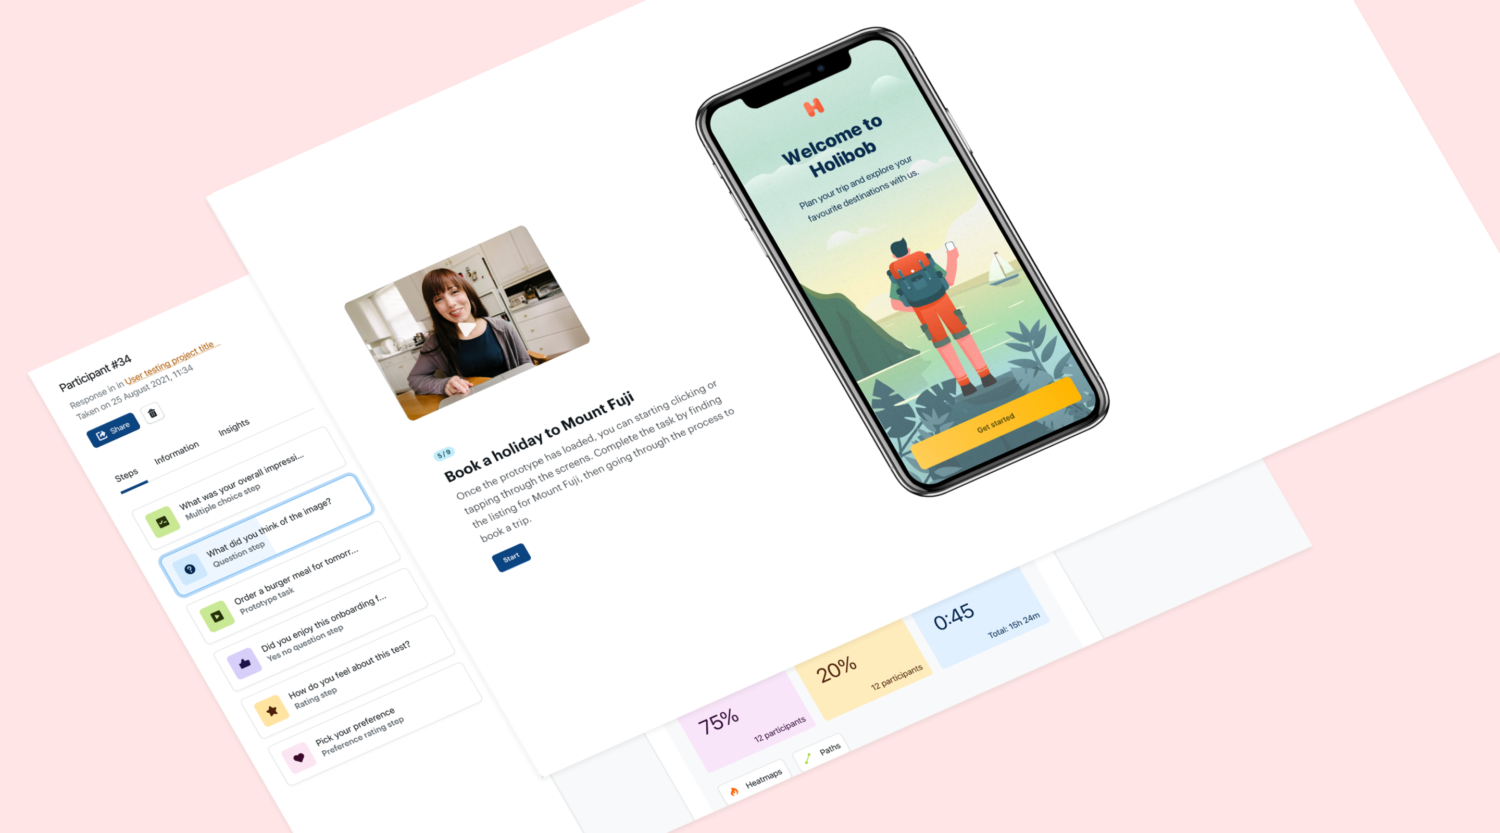 Participant #34
Response in in User testing project title...
Taken on 25 August 2021, 11:34
Share
Steps
Information
Insights
What was your overall impressi...
Multiple choice step
What did you think of the image?
Question step
Order a burger meal for tomorr...
Prototype task
Did you enjoy this onboarding f...
Yes no question step
How do you feel about this test?
Rating step
Pick your preference
Preference rating step
5 / 9
Book a holiday to Mount Fuji
Once the prototype has loaded, you can starting clicking or
tapping through the screens. Complete the task by finding
the listing for Mount Fuji, then going through the process to
book a trip.
Start
Welcome to
Holibob
Plan your trip and explore your
favourite destinations with us.
Get started
75%
12 participants
20%
12 participants
0:45
Total: 15h 24m
Heatmaps
Paths